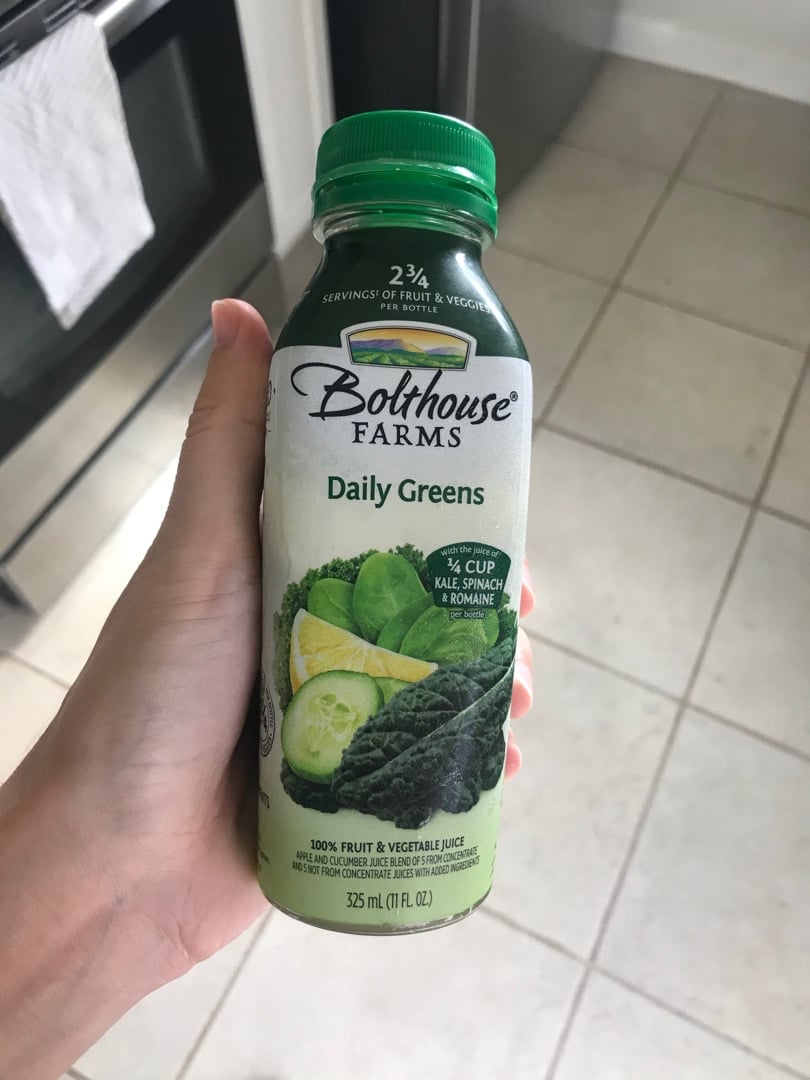 2 3/4
SERVINGS† OF FRUIT & VEGGIES
PER BOTTLE
Bolthouse®
FARMS
Daily Greens
with the juice of
1/4 CUP
KALE, SPINACH
& ROMAINE
per bottle
100% FRUIT & VEGETABLE JUICE
APPLE AND CUCUMBER JUICE BLEND OF 5 FROM CONCENTRATE
AND 5 NOT FROM CONCENTRATE JUICES WITH ADDED INGREDIENTS
325 mL (11 FL. OZ.)